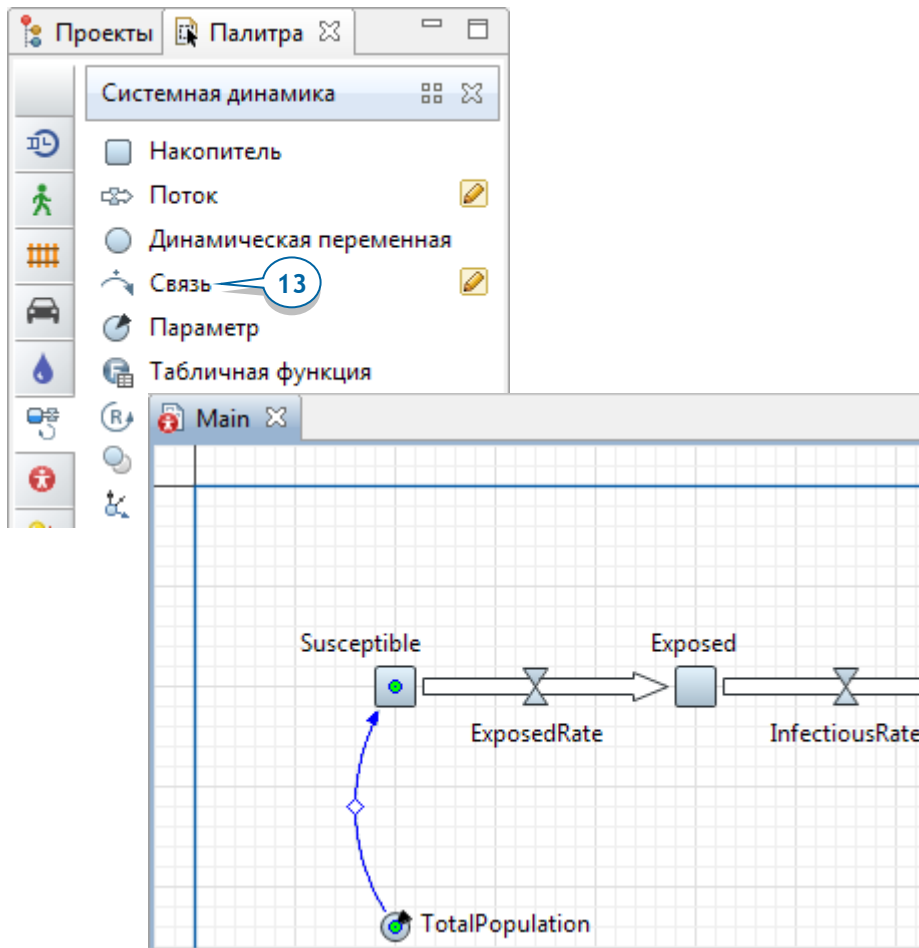 Проекты Палитра
Системная динамика
Накопитель
Поток
Динамическая переменная
Связь 13
Параметр
Табличная функция
R
Main
Susceptible Exposed
ExposedRate InfectiousRate
TotalPopulation